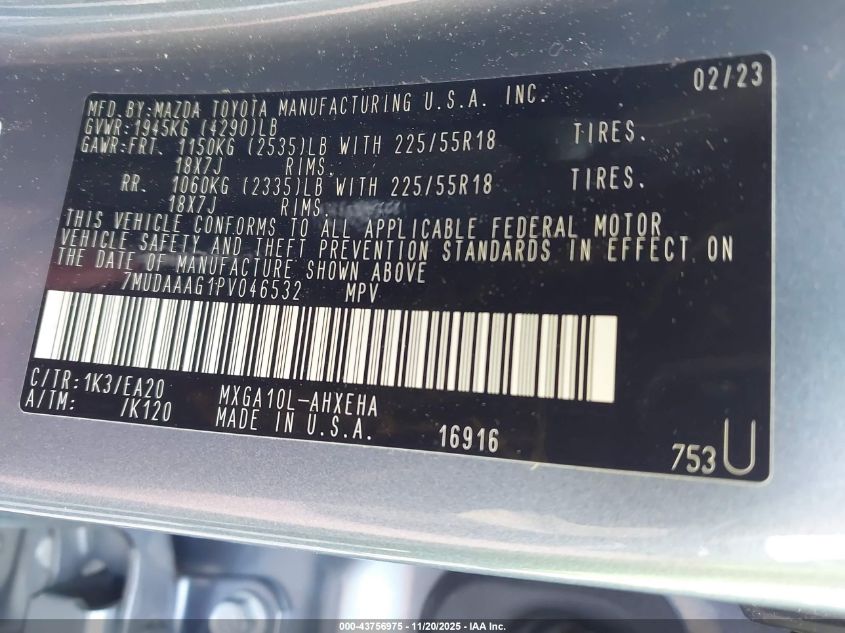 02/23
MFD.BY:MAZDA TOYOTA MANUFACTURING U.S.A. INC.
GVWR:1945KG (4290)LB
GAWR:FRT. 1150KG (2535)LB WITH 225/55R18 TIRES.
18X7J RIMS.
RR. 1060KG (2335)LB WITH 225/55R18 TIRES.
18X7J RIMS.
THIS VEHICLE CONFORMS TO ALL APPLICABLE FEDERAL MOTOR
VEHICLE SAFETY AND THEFT PREVENTION STANDARDS IN EFFECT ON
THE DATE OF MANUFACTURE SHOWN ABOVE
7MUDAAAG1PV046532 MPV
C/TR:1K3/EA20 MXGA10L-AHXEHA
A/TM: /K120 MADE IN U.S.A.
16916
753U
000-43756975 - 11/20/2025 - IAA Inc.